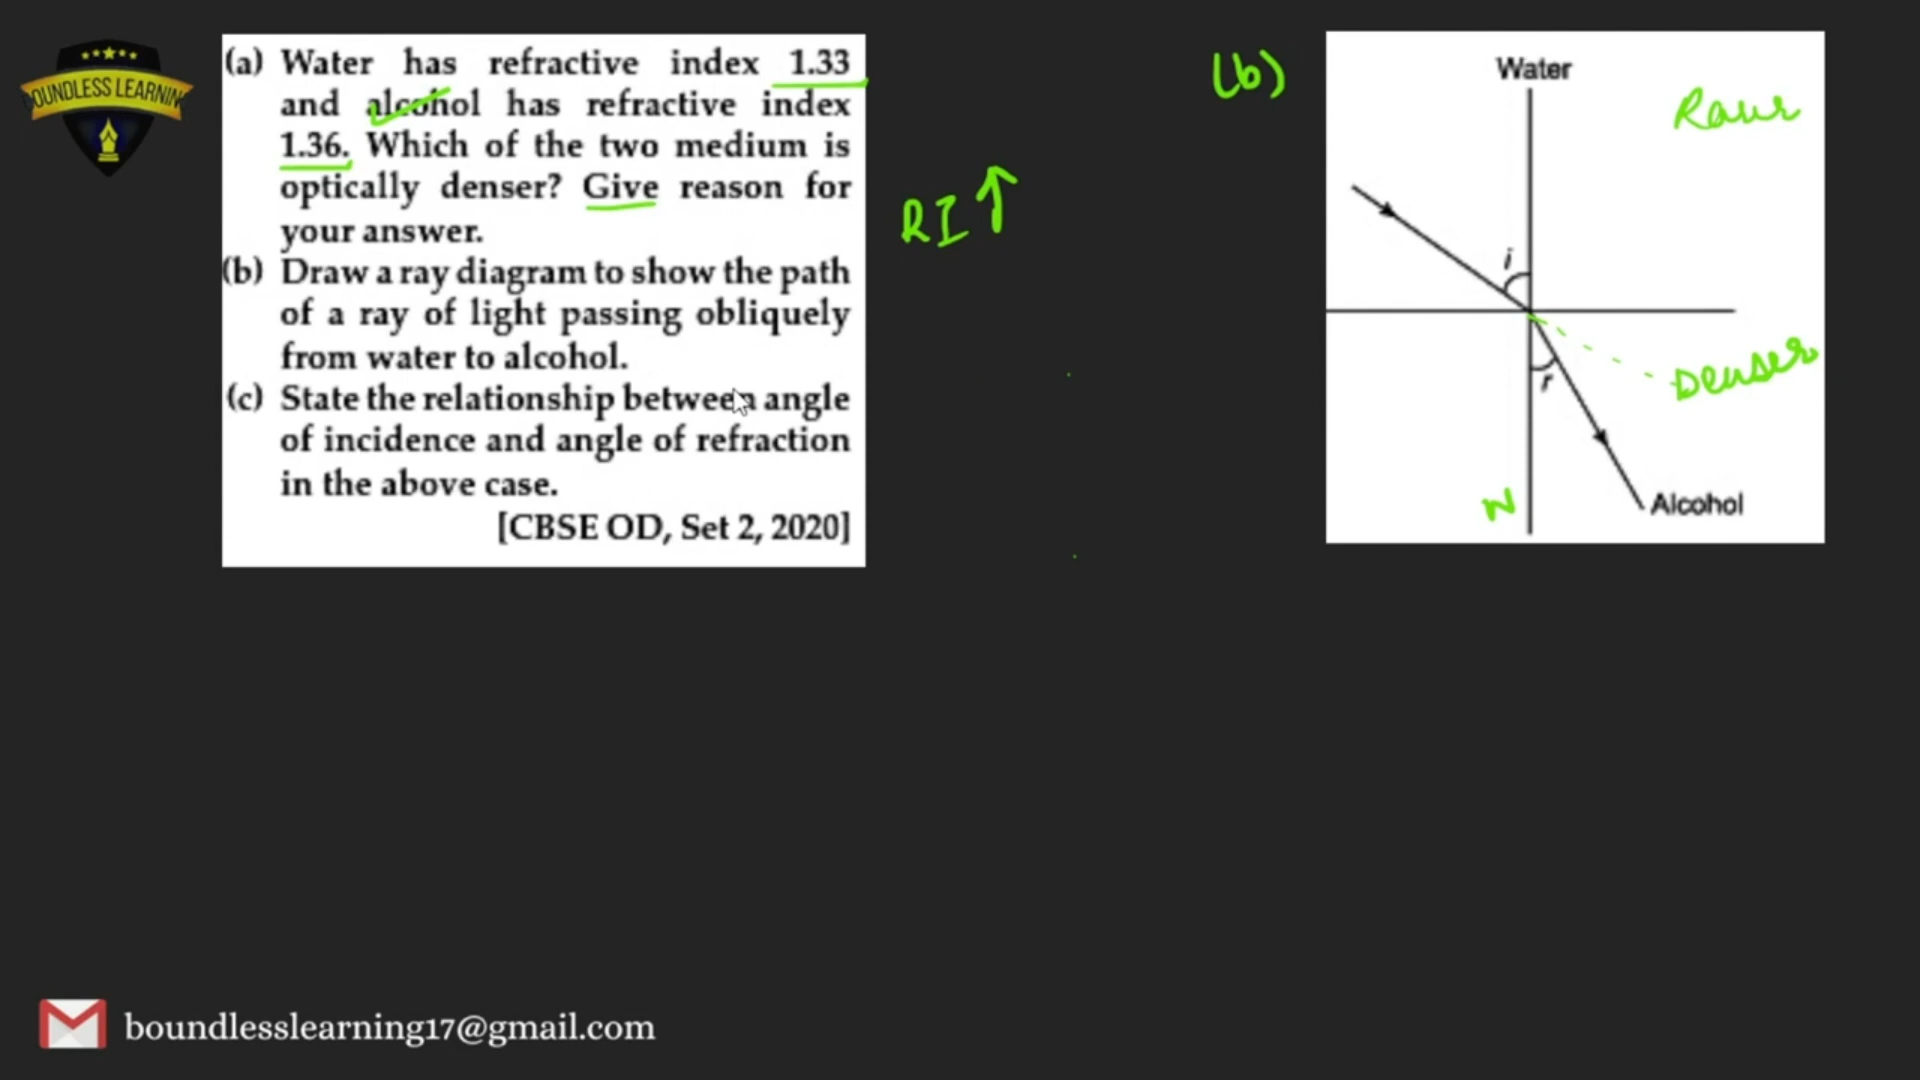 BOUNDLESS LEARNING
(a) Water has refractive index 1.33
and alcohol has refractive index
1.36. Which of the two medium is
optically denser? Give reason for
your answer.
(b) Draw a ray diagram to show the path
of a ray of light passing obliquely
from water to alcohol.
(c) State the relationship between angle
of incidence and angle of refraction
in the above case.
[CBSE OD, Set 2, 2020]
RI ↑
(b)
Water
Rarer
i
Denser
r
N
Alcohol
boundlesslearning17@gmail.com